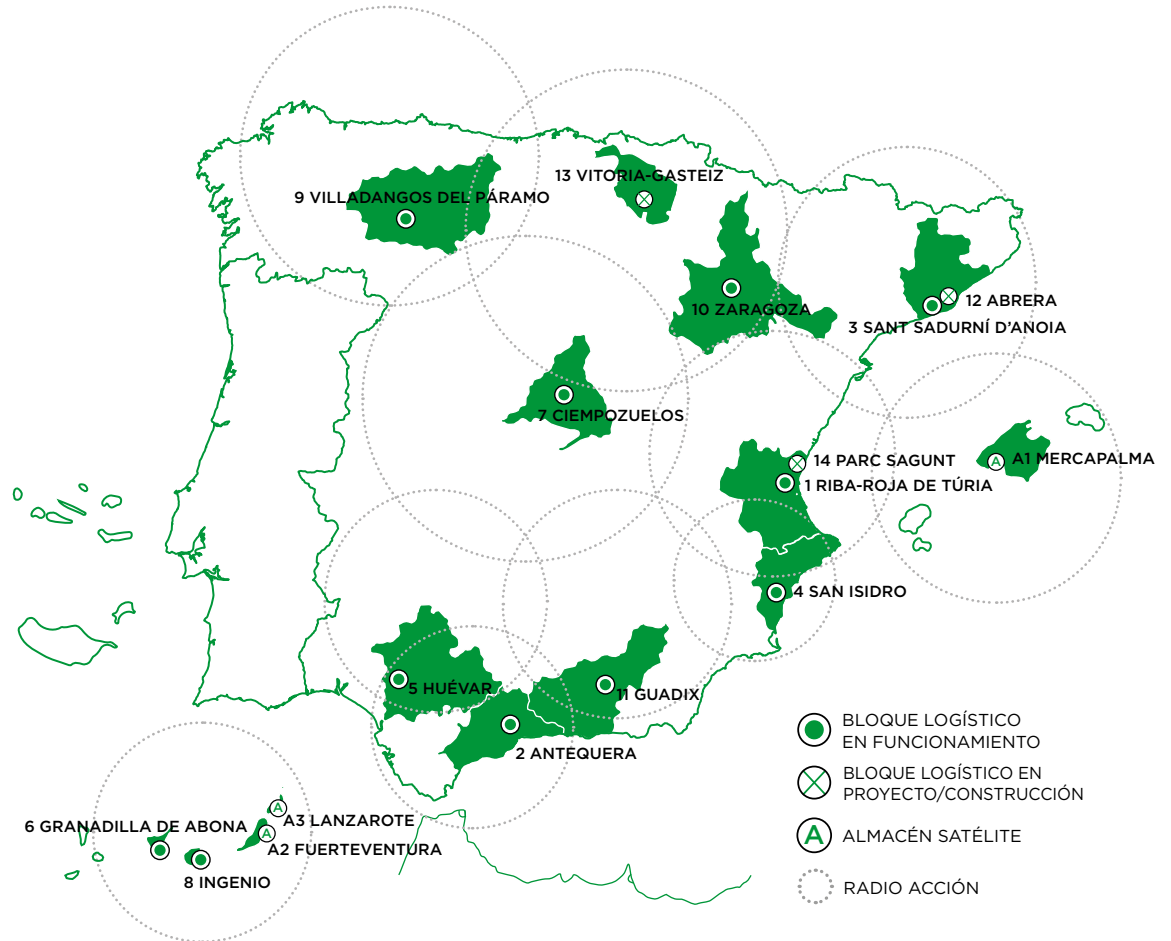 13 VITORIA-GASTEIZ
9 VILLADANGOS DEL PÁRAMO
10 ZARAGOZA
12 ABRERA
3 SANT SADURNÍ D'ANOIA
7 CIEMPOZUELOS
14 PARC SAGUNT
A
A1 MERCAPALMA
1 RIBA-ROJA DE TÚRIA
4 SAN ISIDRO
5 HUÉVAR
11 GUADIX
2 ANTEQUERA
A
A3 LANZAROTE
6 GRANADILLA DE ABONA
A
A2 FUERTEVENTURA
8 INGENIO
BLOQUE LOGÍSTICO
EN FUNCIONAMIENTO
BLOQUE LOGÍSTICO EN
PROYECTO/CONSTRUCCIÓN
A
ALMACÉN SATÉLITE
RADIO ACCIÓN